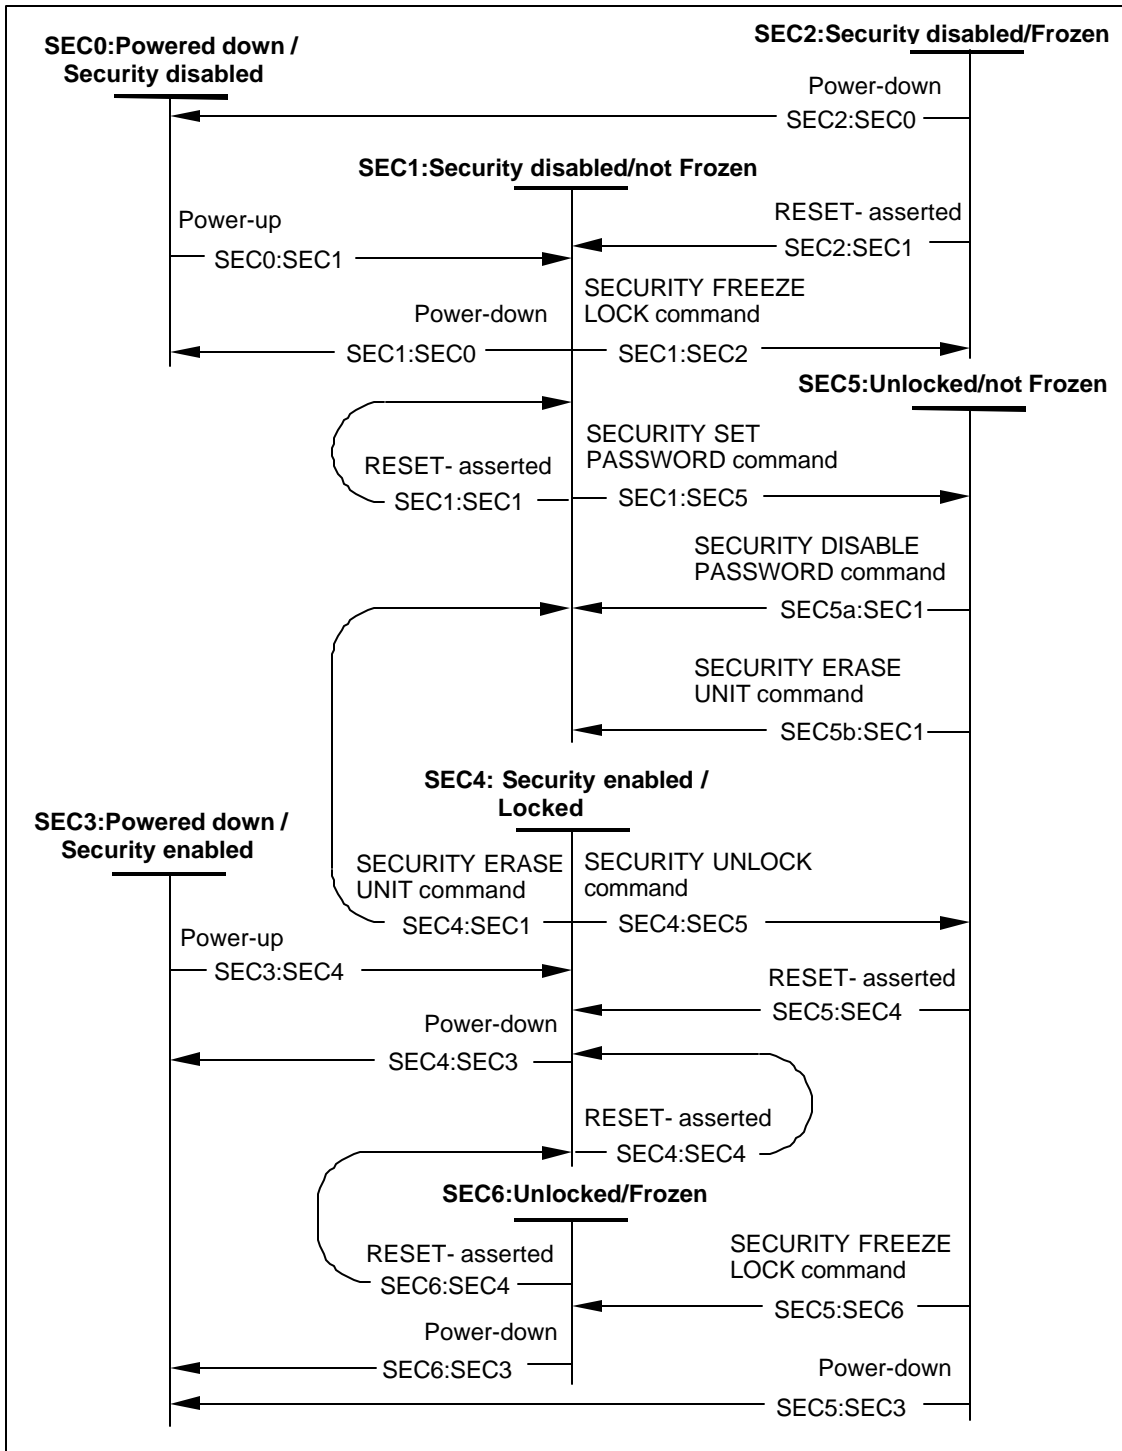 SEC0:Powered down /
Security disabled
SEC2:Security disabled/Frozen
Power-down
SEC2:SEC0
SEC1:Security disabled/not Frozen
Power-up
SEC0:SEC1
RESET- asserted
SEC2:SEC1
SECURITY FREEZE
LOCK command
Power-down
SEC1:SEC0
SEC1:SEC2
SEC5:Unlocked/not Frozen
SECURITY SET
PASSWORD command
RESET- asserted
SEC1:SEC1
SEC1:SEC5
SECURITY DISABLE
PASSWORD command
SEC5a:SEC1
SECURITY ERASE
UNIT command
SEC5b:SEC1
SEC4: Security enabled /
Locked
SEC3:Powered down /
Security enabled
SECURITY ERASE
UNIT command
SEC4:SEC1
SECURITY UNLOCK
command
SEC4:SEC5
Power-up
SEC3:SEC4
RESET- asserted
SEC5:SEC4
Power-down
SEC4:SEC3
RESET- asserted
SEC4:SEC4
SEC6:Unlocked/Frozen
RESET- asserted
SEC6:SEC4
SECURITY FREEZE
LOCK command
SEC5:SEC6
Power-down
SEC6:SEC3
Power-down
SEC5:SEC3